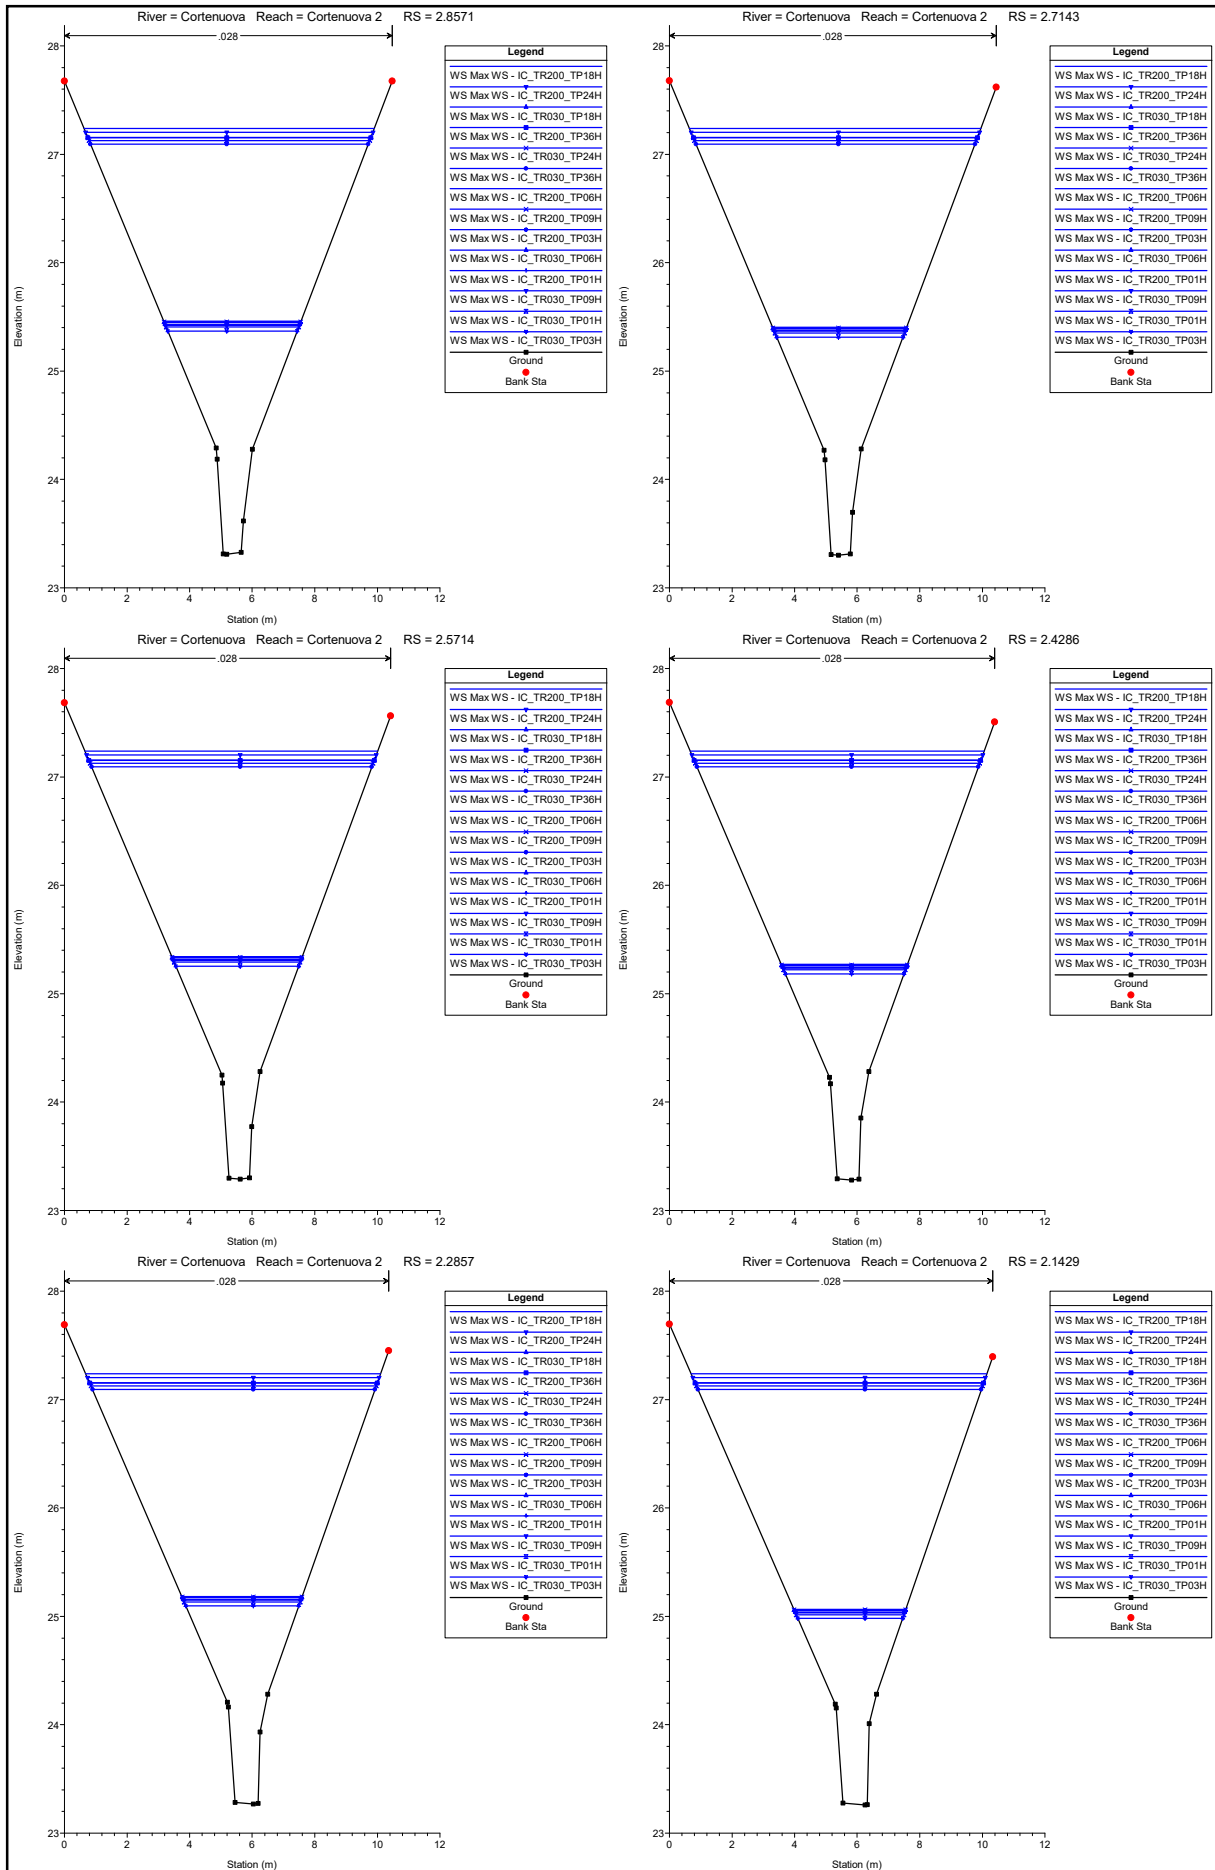 River = Cortenuova   Reach = Cortenuova 2      RS = 2.8571
.028
28
27
26
25
24
23
Elevation (m)
0 2 4 6 8 10 12
Station (m)
Legend
WS Max WS - IC_TR200_TP18H
WS Max WS - IC_TR200_TP24H
WS Max WS - IC_TR030_TP18H
WS Max WS - IC_TR200_TP36H
WS Max WS - IC_TR030_TP24H
WS Max WS - IC_TR030_TP36H
WS Max WS - IC_TR200_TP06H
WS Max WS - IC_TR200_TP09H
WS Max WS - IC_TR200_TP03H
WS Max WS - IC_TR030_TP06H
WS Max WS - IC_TR200_TP01H
WS Max WS - IC_TR030_TP09H
WS Max WS - IC_TR030_TP01H
WS Max WS - IC_TR030_TP03H
Ground
Bank Sta
River = Cortenuova   Reach = Cortenuova 2      RS = 2.7143
.028
28
27
26
25
24
23
Elevation (m)
0 2 4 6 8 10 12
Station (m)
Legend
WS Max WS - IC_TR200_TP18H
WS Max WS - IC_TR200_TP24H
WS Max WS - IC_TR030_TP18H
WS Max WS - IC_TR200_TP36H
WS Max WS - IC_TR030_TP24H
WS Max WS - IC_TR030_TP36H
WS Max WS - IC_TR200_TP06H
WS Max WS - IC_TR200_TP09H
WS Max WS - IC_TR200_TP03H
WS Max WS - IC_TR030_TP06H
WS Max WS - IC_TR200_TP01H
WS Max WS - IC_TR030_TP09H
WS Max WS - IC_TR030_TP01H
WS Max WS - IC_TR030_TP03H
Ground
Bank Sta
River = Cortenuova   Reach = Cortenuova 2      RS = 2.5714
.028
28
27
26
25
24
23
Elevation (m)
0 2 4 6 8 10 12
Station (m)
Legend
WS Max WS - IC_TR200_TP18H
WS Max WS - IC_TR200_TP24H
WS Max WS - IC_TR030_TP18H
WS Max WS - IC_TR200_TP36H
WS Max WS - IC_TR030_TP24H
WS Max WS - IC_TR030_TP36H
WS Max WS - IC_TR200_TP06H
WS Max WS - IC_TR200_TP09H
WS Max WS - IC_TR200_TP03H
WS Max WS - IC_TR030_TP06H
WS Max WS - IC_TR200_TP01H
WS Max WS - IC_TR030_TP09H
WS Max WS - IC_TR030_TP01H
WS Max WS - IC_TR030_TP03H
Ground
Bank Sta
River = Cortenuova   Reach = Cortenuova 2      RS = 2.4286
.028
28
27
26
25
24
23
Elevation (m)
0 2 4 6 8 10 12
Station (m)
Legend
WS Max WS - IC_TR200_TP18H
WS Max WS - IC_TR200_TP24H
WS Max WS - IC_TR030_TP18H
WS Max WS - IC_TR200_TP36H
WS Max WS - IC_TR030_TP24H
WS Max WS - IC_TR030_TP36H
WS Max WS - IC_TR200_TP06H
WS Max WS - IC_TR200_TP09H
WS Max WS - IC_TR200_TP03H
WS Max WS - IC_TR030_TP06H
WS Max WS - IC_TR200_TP01H
WS Max WS - IC_TR030_TP09H
WS Max WS - IC_TR030_TP01H
WS Max WS - IC_TR030_TP03H
Ground
Bank Sta
River = Cortenuova   Reach = Cortenuova 2      RS = 2.2857
.028
28
27
26
25
24
23
Elevation (m)
0 2 4 6 8 10 12
Station (m)
Legend
WS Max WS - IC_TR200_TP18H
WS Max WS - IC_TR200_TP24H
WS Max WS - IC_TR030_TP18H
WS Max WS - IC_TR200_TP36H
WS Max WS - IC_TR030_TP24H
WS Max WS - IC_TR030_TP36H
WS Max WS - IC_TR200_TP06H
WS Max WS - IC_TR200_TP09H
WS Max WS - IC_TR200_TP03H
WS Max WS - IC_TR030_TP06H
WS Max WS - IC_TR200_TP01H
WS Max WS - IC_TR030_TP09H
WS Max WS - IC_TR030_TP01H
WS Max WS - IC_TR030_TP03H
Ground
Bank Sta
River = Cortenuova   Reach = Cortenuova 2      RS = 2.1429
.028
28
27
26
25
24
23
Elevation (m)
0 2 4 6 8 10 12
Station (m)
Legend
WS Max WS - IC_TR200_TP18H
WS Max WS - IC_TR200_TP24H
WS Max WS - IC_TR030_TP18H
WS Max WS - IC_TR200_TP36H
WS Max WS - IC_TR030_TP24H
WS Max WS - IC_TR030_TP36H
WS Max WS - IC_TR200_TP06H
WS Max WS - IC_TR200_TP09H
WS Max WS - IC_TR200_TP03H
WS Max WS - IC_TR030_TP06H
WS Max WS - IC_TR200_TP01H
WS Max WS - IC_TR030_TP09H
WS Max WS - IC_TR030_TP01H
WS Max WS - IC_TR030_TP03H
Ground
Bank Sta